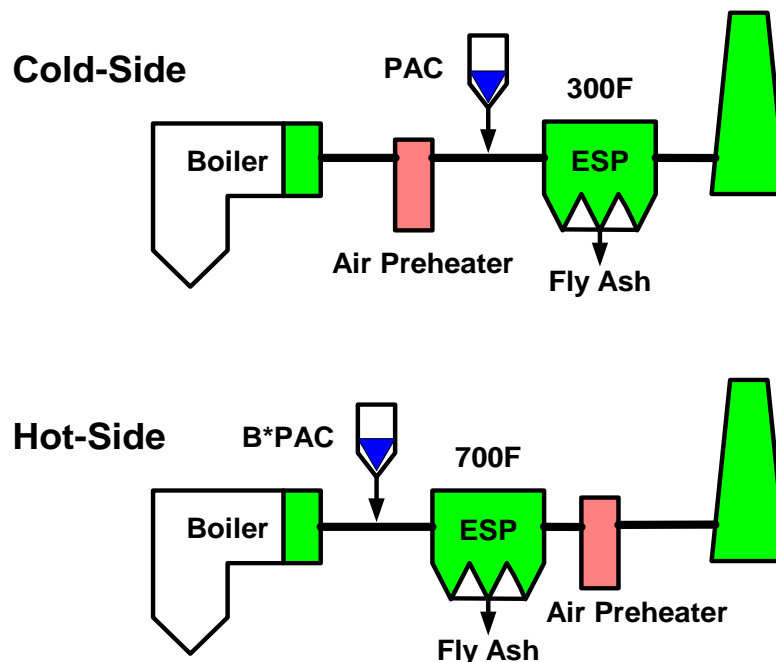 Cold-Side
PAC
300F
Boiler
ESP
Air Preheater
Fly Ash
Hot-Side
B*PAC
700F
Boiler
ESP
Air Preheater
Fly Ash